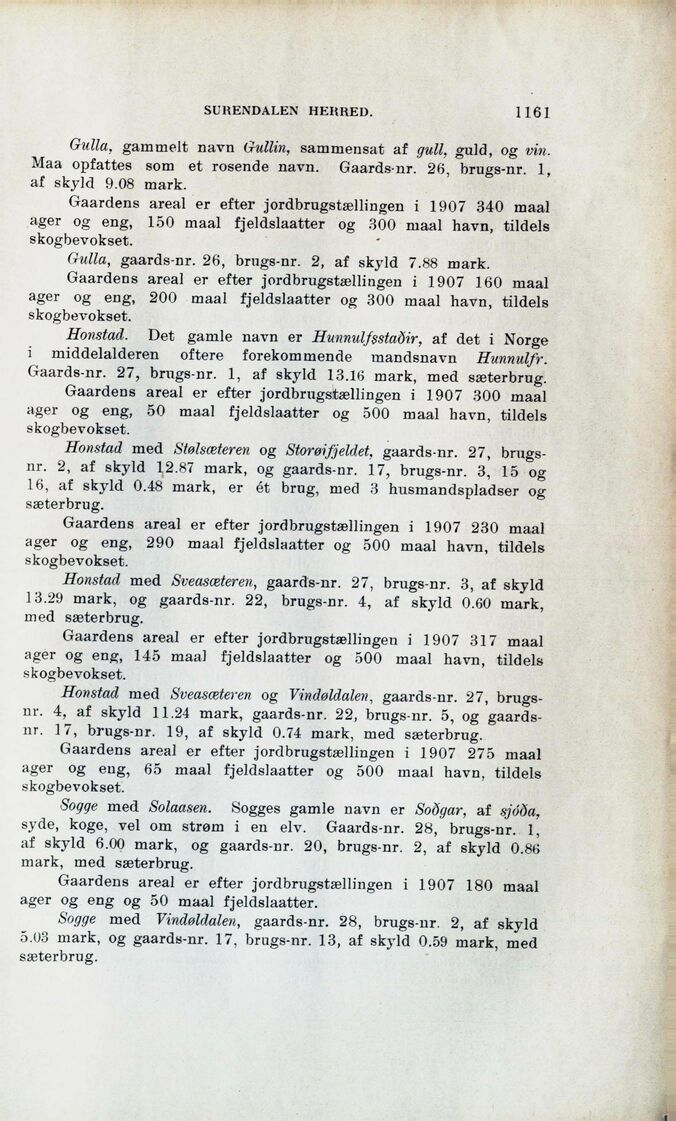 SURENDALEN HERRED. 1161
Gulla, gammelt navn Gullin, sammensat af gull, guld, og vin.
Maa opfattes som et rosende navn. Gaards-nr. 26, brugs-nr. 1,
af skyld 9.08 mark.
Gaardens areal er efter jordbrugstællingen i 1907 340 maal
ager og eng, 150 maal fjeldslaatter og 300 maal havn, tildels
skogbevokset.
Gulla, gaards-nr. 26, brugs-nr. 2, af skyld 7.88 mark.
Gaardens areal er efter jordbrugstællingen i 1907 160 maal
ager og eng, 200 maal fjeldslaatter og 300 maal havn, tildels
skogbevokset.
Honstad. Det gamle navn er Hunnulfsstaðir, af det i Norge
i middelalderen oftere forekommende mandsnavn Hunnulfr.
Gaards-nr. 27, brugs-nr. 1, af skyld 13.16 mark, med sæterbrug.
Gaardens areal er efter jordbrugstællingen i 1907 300 maal
ager og eng, 50 maal fjeldslaatter og 500 maal havn, tildels
skogbevokset.
Honstad med Stølsæteren og Storøifjeldet, gaards-nr. 27, brugs-
nr. 2, af skyld 12.87 mark, og gaards-nr. 17, brugs-nr. 3, 15 og
16, af skyld 0.48 mark, er ét brug, med 3 husmandspladser og
sæterbrug.
Gaardens areal er efter jordbrugstællingen i 1907 230 maal
ager og eng, 290 maal fjeldslaatter og 500 maal havn, tildels
skogbevokset.
Honstad med Sveasæteren, gaards-nr. 27, brugs-nr. 3, af skyld
13.29 mark, og gaards-nr. 22, brugs-nr. 4, af skyld 0.60 mark,
med sæterbrug.
Gaardens areal er efter jordbrugstællingen i 1907 317 maal
ager og eng, 145 maal fjeldslaatter og 500 maal havn, tildels
skogbevokset.
Honstad med Sveasæteren og Vindøldalen, gaards-nr. 27, brugs-
nr. 4, af skyld 11.24 mark, gaards-nr. 22, brugs-nr. 5, og gaards-
nr. 17, brugs-nr. 19, af skyld 0.74 mark, med sæterbrug.
Gaardens areal er efter jordbrugstællingen i 1907 275 maal
ager og eng, 65 maal fjeldslaatter og 500 maal havn, tildels
skogbevokset.
Sogge med Solaasen. Sogges gamle navn er Soðgar, af sjóða,
syde, koge, vel om strøm i en elv. Gaards-nr. 28, brugs-nr. 1,
af skyld 6.00 mark, og gaards-nr. 20, brugs-nr. 2, af skyld 0.86
mark, med sæterbrug.
Gaardens areal er efter jordbrugstællingen i 1907 180 maal
ager og eng og 50 maal fjeldslaatter.
Sogge med Vindøldalen, gaards-nr. 28, brugs-nr. 2, af skyld
5.03 mark, og gaards-nr. 17, brugs-nr. 13, af skyld 0.59 mark, med
sæterbrug.